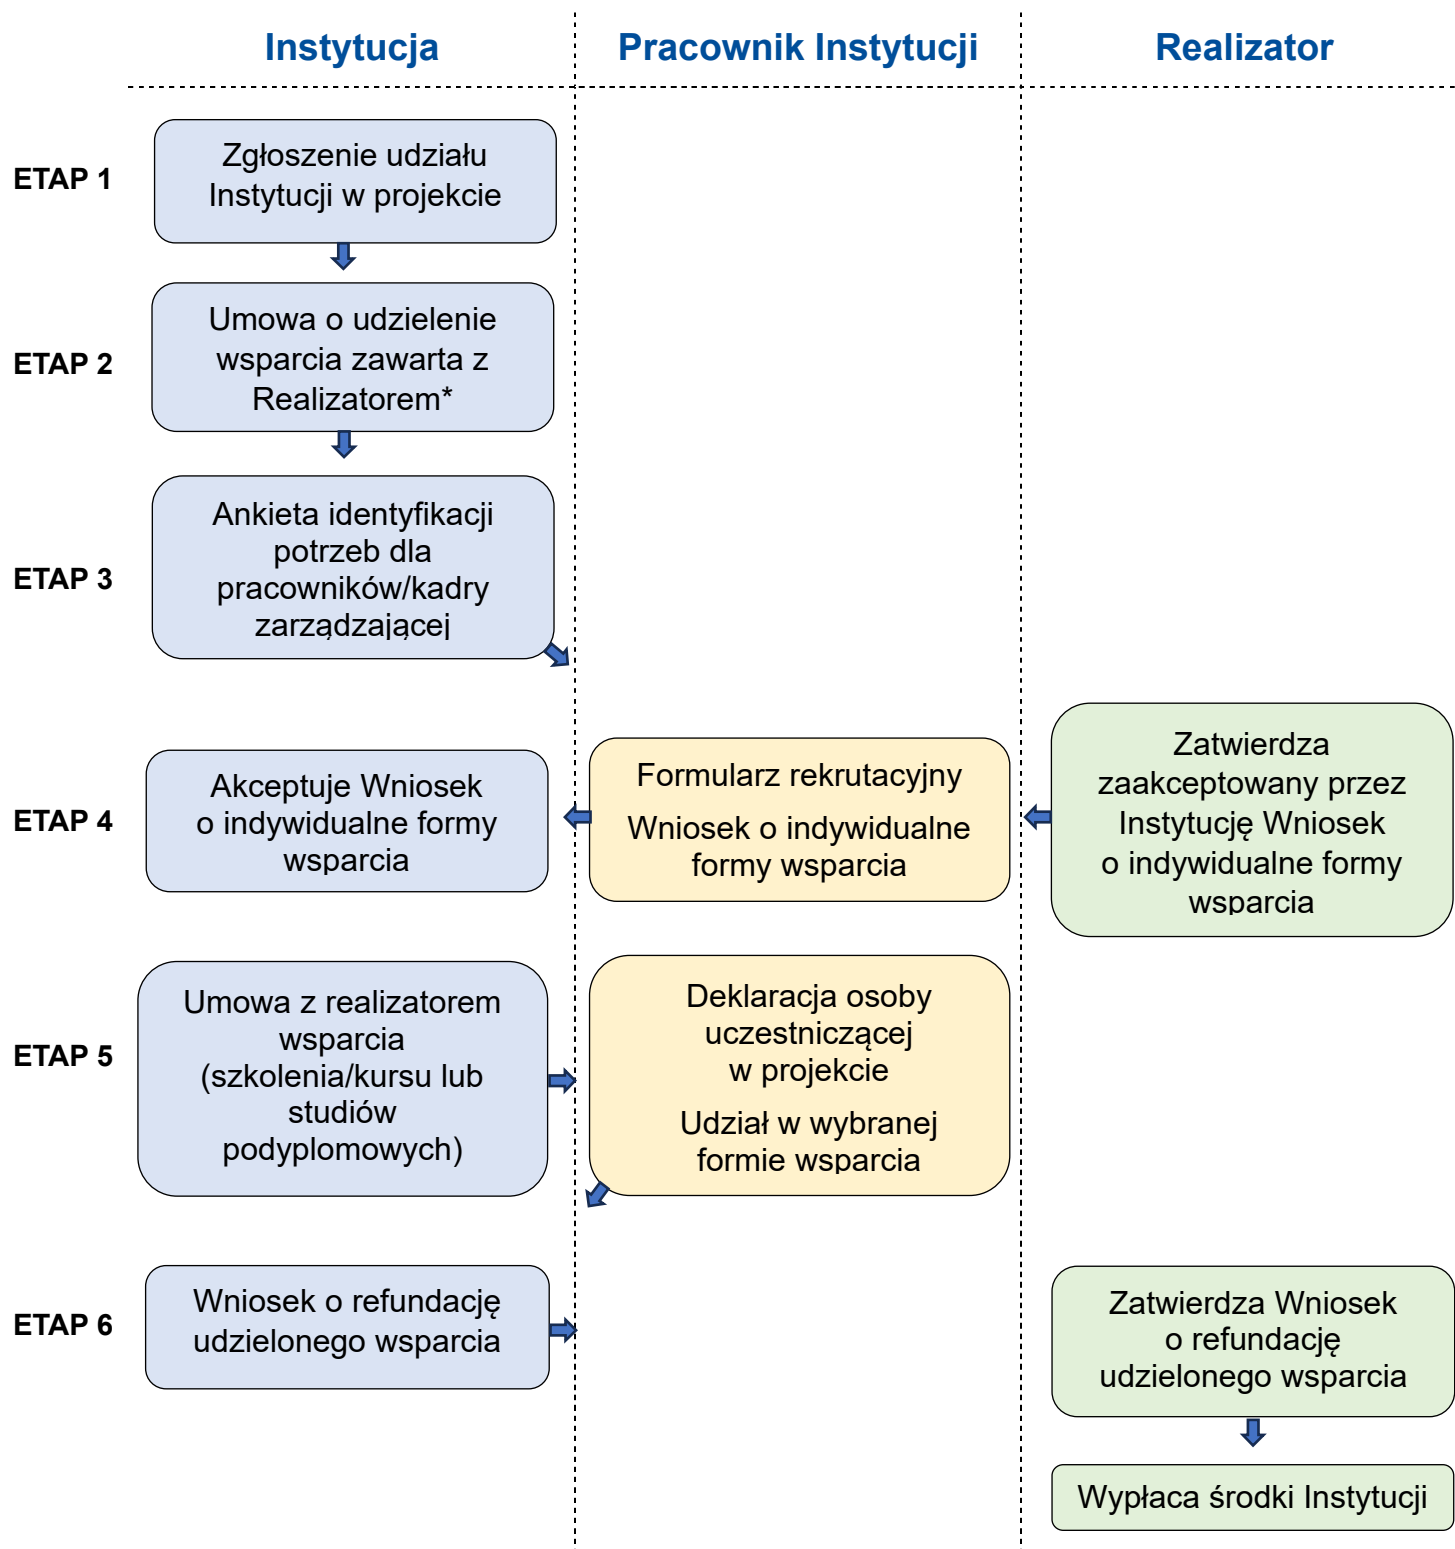 Instytucja
Pracownik Instytucji
Realizator
ETAP 1
Zgłoszenie udziału
Instytucji w projekcie
ETAP 2
Umowa o udzielenie
wsparcia zawarta z
Realizatorem*
ETAP 3
Ankieta identyfikacji
potrzeb dla
pracowników/kadry
zarządzającej
ETAP 4
Akceptuje Wniosek
o indywidualne formy
wsparcia
Formularz rekrutacyjny
Wniosek o indywidualne
formy wsparcia
Zatwierdza
zaakceptowany przez
Instytucję Wniosek
o indywidualne formy
wsparcia
ETAP 5
Umowa z realizatorem
wsparcia
(szkolenia/kursu lub
studiów
podyplomowych)
Deklaracja osoby
uczestniczącej
w projekcie
Udział w wybranej
formie wsparcia
ETAP 6
Wniosek o refundację
udzielonego wsparcia
Zatwierdza Wniosek
o refundację
udzielonego wsparcia
Wypłaca środki Instytucji